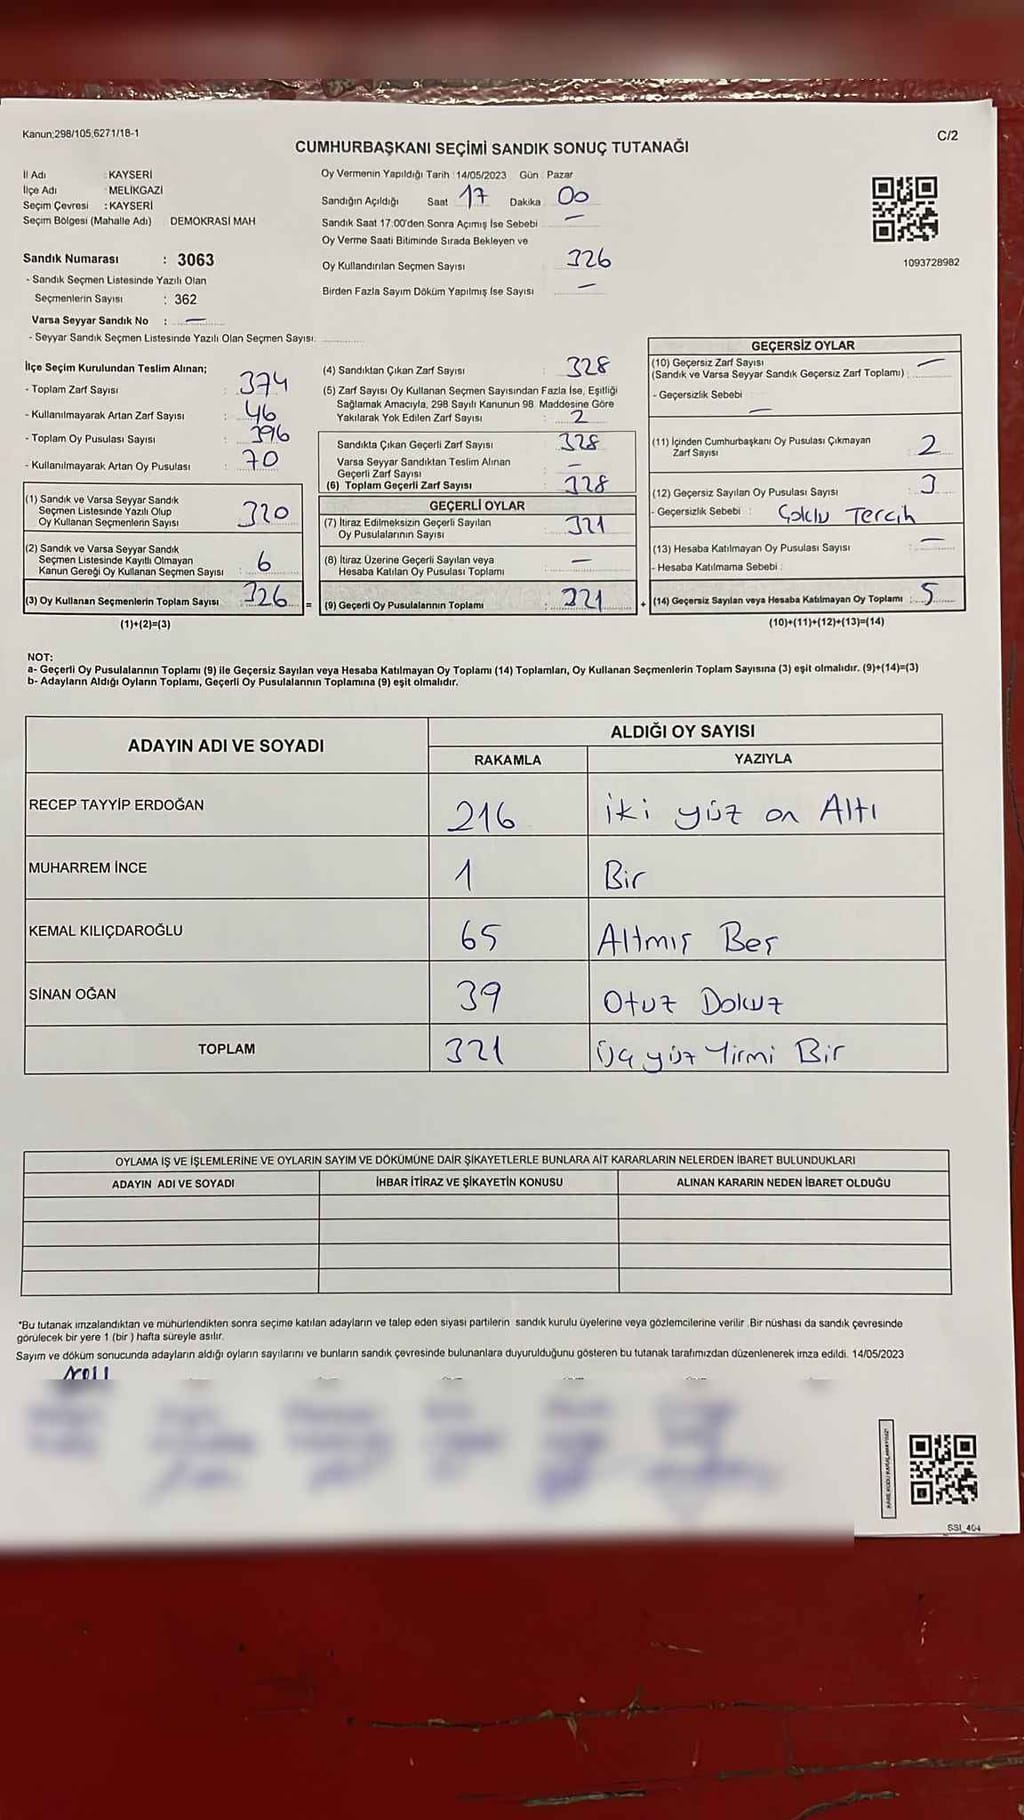 Kanun:298/105,6271/18-1
C/2
CUMHURBAŞKANI SEÇİMİ SANDIK SONUÇ TUTANAĞI
İl Adı : KAYSERİ
İlçe Adı : MELİKGAZİ
Seçim Çevresi : KAYSERİ
Seçim Bölgesi (Mahalle Adı) DEMOKRASI MAH
Sandık Numarası : 3063
- Sandık Seçmen Listesinde Yazılı Olan
Seçmenlerin Sayısı : 362
Varsa Seyyar Sandık No : —
- Seyyar Sandık Seçmen Listesinde Yazılı Olan Seçmen Sayısı:
Oy Vermenin Yapıldığı Tarih :14/05/2023 Gün : Pazar
Sandığın Açıldığı Saat 17 Dakika 00
Sandık Saat 17:00'den Sonra Açımış İse Sebebi —
Oy Verme Saati Bitiminde Sırada Bekleyen ve
Oy Kullandırılan Seçmen Sayısı 326
Birden Fazla Sayım Döküm Yapılmış İse Sayısı —
1093728982
İlçe Seçim Kurulundan Teslim Alınan;
- Toplam Zarf Sayısı : 374
- Kullanılmayarak Artan Zarf Sayısı : 46
- Toplam Oy Pusulası Sayısı : 396
- Kullanılmayarak Artan Oy Pusulası : 70
(1) Sandık ve Varsa Seyyar Sandık
Seçmen Listesinde Yazılı Olup
Oy Kullanan Seçmenlerin Sayısı : 320
(2) Sandık ve Varsa Seyyar Sandık
Seçmen Listesinde Kayıtlı Olmayan
Kanun Gereği Oy Kullanan Seçmen Sayısı : 6
(3) Oy Kullanan Seçmenlerin Toplam Sayısı : 326 =
(1)+(2)=(3)
(4) Sandıktan Çıkan Zarf Sayısı : 328
(5) Zarf Sayısı Oy Kullanan Seçmen Sayısından Fazla İse, Eşitliği
Sağlamak Amacıyla, 298 Sayılı Kanunun 98. Maddesine Göre
Yakılarak Yok Edilen Zarf Sayısı : 2
Sandıkta Çıkan Geçerli Zarf Sayısı : 328
Varsa Seyyar Sandıktan Teslim Alınan
Geçerli Zarf Sayısı : —
(6) Toplam Geçerli Zarf Sayısı : 328
GEÇERLİ OYLAR
(7) İtiraz Edilmeksizin Geçerli Sayılan
Oy Pusulalarının Sayısı : 321
(8) İtiraz Üzerine Geçerli Sayılan veya
Hesaba Katılan Oy Pusulası Toplamı : —
(9) Geçerli Oy Pusulalarının Toplamı : 321 +
GEÇERSİZ OYLAR
(10) Geçersiz Zarf Sayısı
(Sandık ve Varsa Seyyar Sandık Geçersiz Zarf Toplamı) : —
- Geçersizlik Sebebi :
—
(11) İçinden Cumhurbaşkanı Oy Pusulası Çıkmayan
Zarf Sayısı : 2
(12) Geçersiz Sayılan Oy Pusulası Sayısı : 3
- Geçersizlik Sebebi : Çoklu Tercih
(13) Hesaba Katılmayan Oy Pusulası Sayısı : —
- Hesaba Katılmama Sebebi :
(14) Geçersiz Sayılan veya Hesaba Katılmayan Oy Toplamı : 5
(10)+(11)+(12)+(13)=(14)
NOT:
a- Geçerli Oy Pusulalarının Toplamı (9) ile Geçersiz Sayılan veya Hesaba Katılmayan Oy Toplamı (14) Toplamları, Oy Kullanan Seçmenlerin Toplam Sayısına (3) eşit olmalıdır. (9)+(14)=(3)
b- Adayların Aldığı Oyların Toplamı, Geçerli Oy Pusulalarının Toplamına (9) eşit olmalıdır.
ADAYIN ADI VE SOYADI ALDIĞI OY SAYISI
RAKAMLA YAZIYLA
RECEP TAYYİP ERDOĞAN 216 iki yüz on Altı
MUHARREM İNCE 1 Bir
KEMAL KILIÇDAROĞLU 65 Altmış Beş
SİNAN OĞAN 39 Otuz Dokuz
TOPLAM 321 Üç yüz Yirmi Bir
OYLAMA İŞ VE İŞLEMLERİNE VE OYLARIN SAYIM VE DÖKÜMÜNE DAİR ŞİKAYETLERLE BUNLARA AİT KARARLARIN NELERDEN İBARET BULUNDUKLARI
ADAYIN ADI VE SOYADI İHBAR İTİRAZ VE ŞİKAYETİN KONUSU ALINAN KARARIN NEDEN İBARET OLDUĞU
*Bu tutanak imzalandıktan ve mühürlendikten sonra seçime katılan adayların ve talep eden siyasi partilerin sandık kurulu üyelerine veya gözlemcilerine verilir .Bir nüshası da sandık çevresinde
görülecek bir yere 1 (bir ) hafta süreyle asılır.
Sayım ve döküm sonucunda adayların aldığı oyların sayılarını ve bunların sandık çevresinde bulunanlara duyurulduğunu gösteren bu tutanak tarafımızdan düzenlenerek imza edildi. 14/05/2023
SSI_404